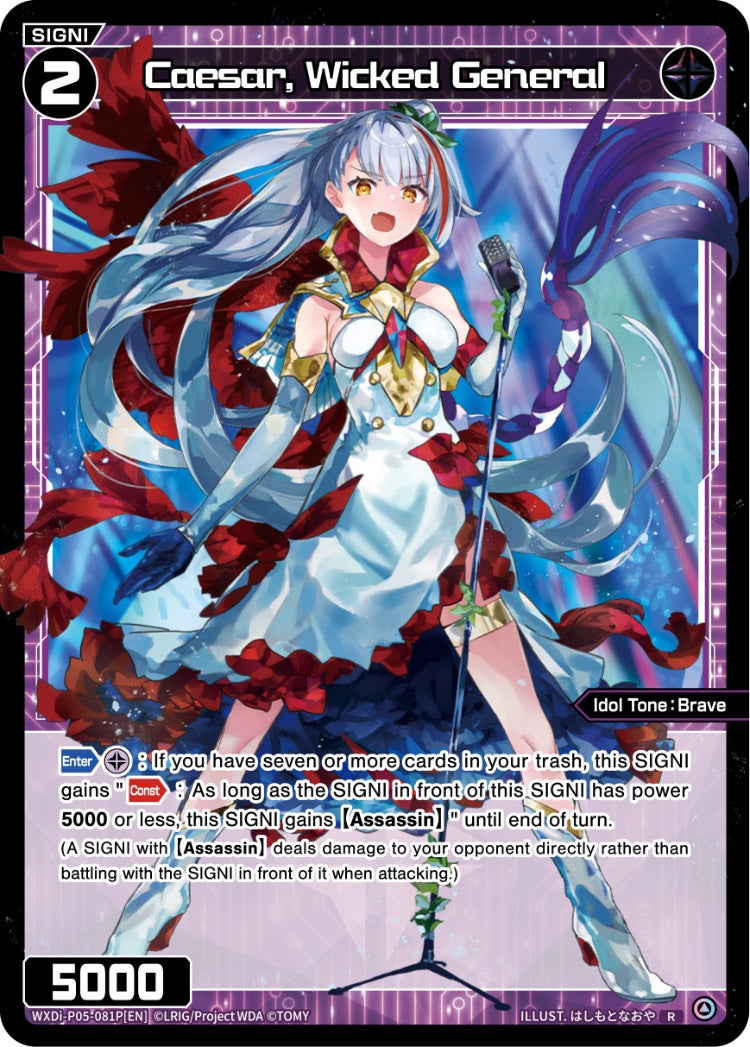 SIGNI
2
Caesar, Wicked General
Idol Tone:Brave
Enter : If you have seven or more cards in your trash, this SIGNI
gains " Const : As long as the SIGNI in front of this SIGNI has power
5000 or less, this SIGNI gains 【Assassin】 " until end of turn.
(A SIGNI with 【Assassin】 deals damage to your opponent directly rather than
battling with the SIGNI in front of it when attacking.)
5000
WXDi-P05-081P[EN] ©LRIG/Project WDA ©TOMY
ILLUST. はしもとなおや R